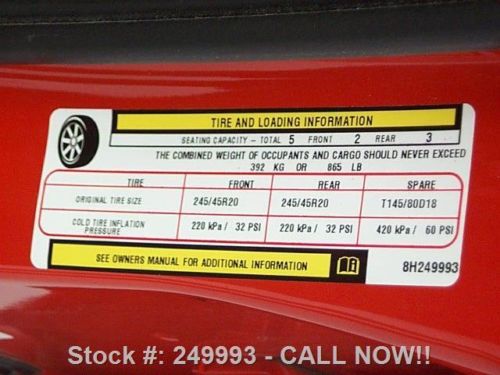 TIRE AND LOADING INFORMATION
SEATING CAPACITY - TOTAL 5 FRONT 2 REAR 3
THE COMBINED WEIGHT OF OCCUPANTS AND CARGO SHOULD NEVER EXCEED
392 KG OR 865 LB
TIRE FRONT REAR SPARE
ORIGINAL TIRE SIZE 245/45R20 245/45R20 T145/80D18
COLD TIRE INFLATION PRESSURE 220 kPa / 32 PSI 220 kPa / 32 PSI 420 kPa / 60 PSI
SEE OWNERS MANUAL FOR ADDITIONAL INFORMATION
8H249993
Stock #: 249993 - CALL NOW!!